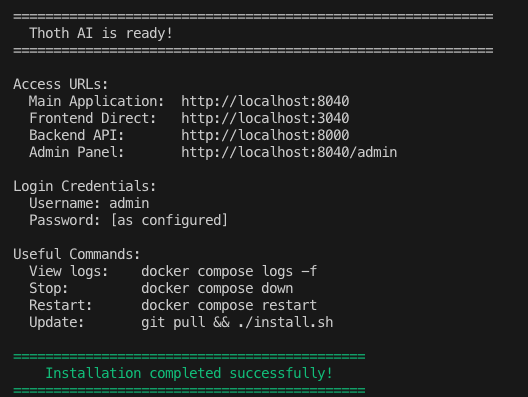 ============================================================
  Thoth AI is ready!
============================================================

Access URLs:
  Main Application:  http://localhost:8040
  Frontend Direct:   http://localhost:3040
  Backend API:       http://localhost:8000
  Admin Panel:       http://localhost:8040/admin

Login Credentials:
  Username: admin
  Password: [as configured]

Useful Commands:
  View logs:    docker compose logs -f
  Stop:         docker compose down
  Restart:      docker compose restart
  Update:       git pull && ./install.sh

============================================
    Installation completed successfully!
============================================